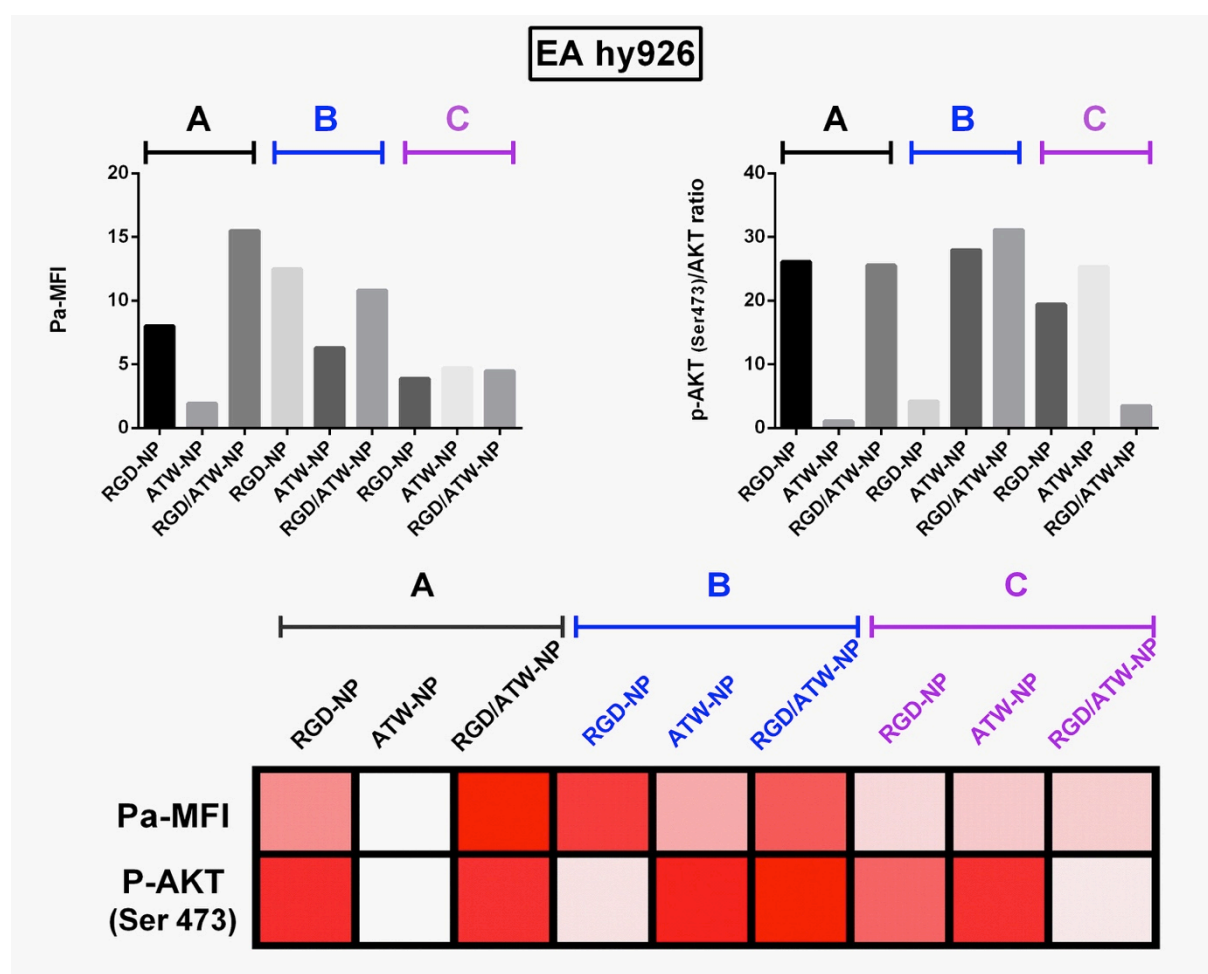 EA hy926
A B C
20
15
10
5
0
Pa-MFI
RGD-NP
ATW-NP
RGD/ATW-NP
RGD-NP
ATW-NP
RGD/ATW-NP
RGD-NP
ATW-NP
RGD/ATW-NP
A B C
40
30
20
10
0
p-AKT (ser473)/AKT ratio
RGD-NP
ATW-NP
RGD/ATW-NP
RGD-NP
ATW-NP
RGD/ATW-NP
RGD-NP
ATW-NP
RGD/ATW-NP
A B C
RGD-NP
ATW-NP
RGD/ATW-NP
RGD-NP
ATW-NP
RGD/ATW-NP
RGD-NP
ATW-NP
RGD/ATW-NP
Pa-MFI
P-AKT
(Ser 473)